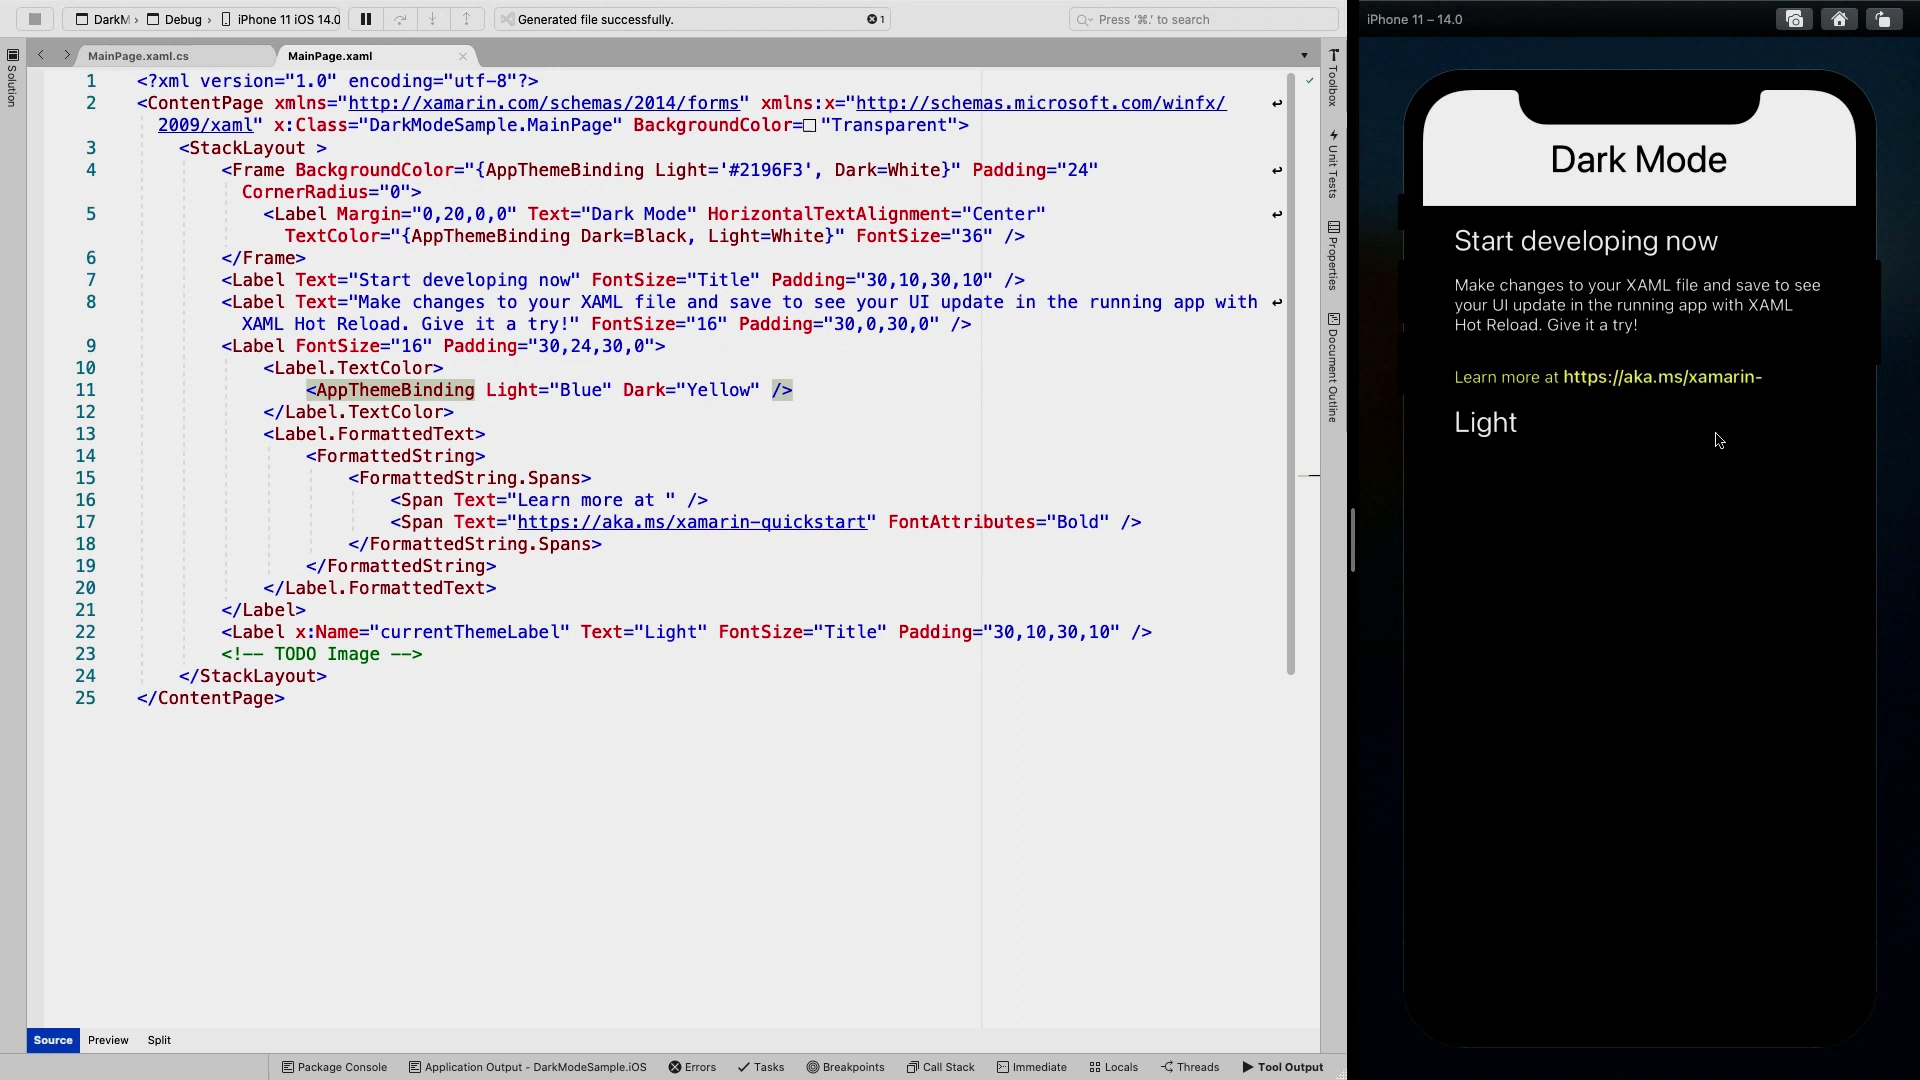 DarkM › Debug › iPhone 11 iOS 14.0
Generated file successfully.
1
Press ‘⌘.’ to search
iPhone 11 – 14.0
Solution
MainPage.xaml.cs
MainPage.xaml
1 <?xml version="1.0" encoding="utf-8"?>
2 <ContentPage xmlns="http://xamarin.com/schemas/2014/forms" xmlns:x="http://schemas.microsoft.com/winfx/
2009/xaml" x:Class="DarkModeSample.MainPage" BackgroundColor="Transparent">
3 <StackLayout >
4 <Frame BackgroundColor="{AppThemeBinding Light='#2196F3', Dark=White}" Padding="24"
CornerRadius="0">
5 <Label Margin="0,20,0,0" Text="Dark Mode" HorizontalTextAlignment="Center"
TextColor="{AppThemeBinding Dark=Black, Light=White}" FontSize="36" />
6 </Frame>
7 <Label Text="Start developing now" FontSize="Title" Padding="30,10,30,10" />
8 <Label Text="Make changes to your XAML file and save to see your UI update in the running app with
XAML Hot Reload. Give it a try!" FontSize="16" Padding="30,0,30,0" />
9 <Label FontSize="16" Padding="30,24,30,0">
10 <Label.TextColor>
11 <AppThemeBinding Light="Blue" Dark="Yellow" />
12 </Label.TextColor>
13 <Label.FormattedText>
14 <FormattedString>
15 <FormattedString.Spans>
16 <Span Text="Learn more at " />
17 <Span Text="https://aka.ms/xamarin-quickstart" FontAttributes="Bold" />
18 </FormattedString.Spans>
19 </FormattedString>
20 </Label.FormattedText>
21 </Label>
22 <Label x:Name="currentThemeLabel" Text="Light" FontSize="Title" Padding="30,10,30,10" />
23 <!-- TODO Image -->
24 </StackLayout>
25 </ContentPage>
Toolbox
Unit Tests
Properties
Document Outline
Dark Mode
Start developing now
Make changes to your XAML file and save to see
your UI update in the running app with XAML
Hot Reload. Give it a try!
Learn more at https://aka.ms/xamarin-
Light
Source Preview Split
Package Console Application Output - DarkModeSample.iOS Errors Tasks Breakpoints Call Stack Immediate Locals Threads Tool Output